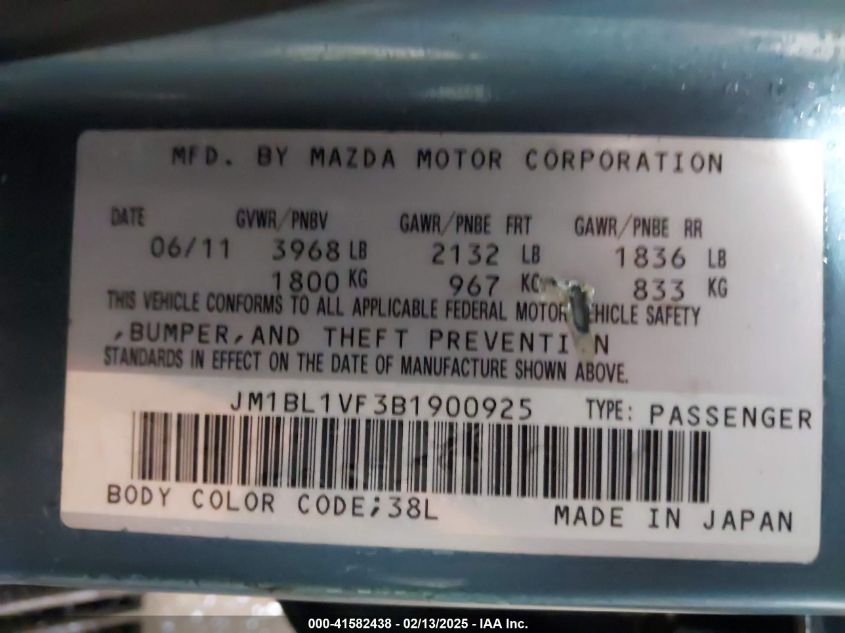 MFD. BY MAZDA MOTOR CORPORATION
DATE GVWR/PNBV GAWR/PNBE FRT GAWR/PNBE RR
06/11 3968 LB 2132 LB 1836 LB
1800 KG 967 KG 833 KG
THIS VEHICLE CONFORMS TO ALL APPLICABLE FEDERAL MOTOR VEHICLE SAFETY
,BUMPER,AND THEFT PREVENTION
STANDARDS IN EFFECT ON THE DATE OF MANUFACTURE SHOWN ABOVE.
JM1BL1VF3B1900925 TYPE: PASSENGER
BODY COLOR CODE;38L MADE IN JAPAN
000-41582438 - 02/13/2025 - IAA Inc.